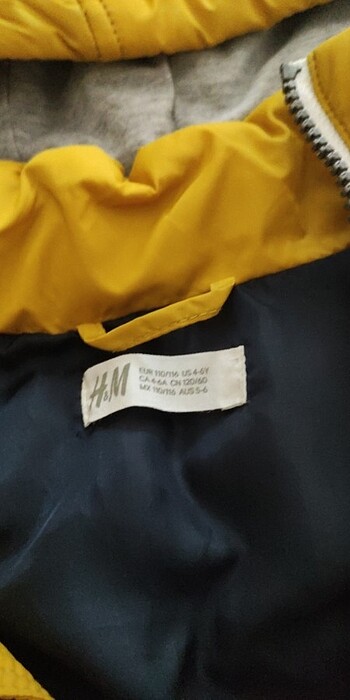 H&M
EUR 110/116 US 4-6Y
CA 4-6A CN 120/60
MX 110/116 AUS 5-6